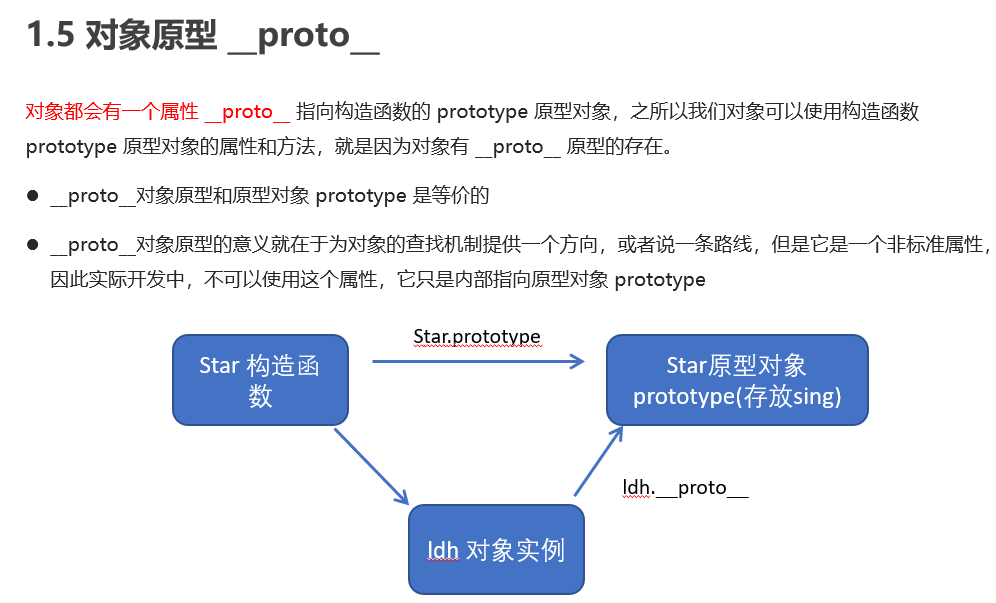 1.5 对象原型 __proto__
对象都会有一个属性 __proto__ 指向构造函数的 prototype 原型对象，之所以我们对象可以使用构造函数
prototype 原型对象的属性和方法，就是因为对象有 __proto__ 原型的存在。
● __proto__对象原型和原型对象 prototype 是等价的
● __proto__对象原型的意义就在于为对象的查找机制提供一个方向，或者说一条路线，但是它是一个非标准属性，
因此实际开发中，不可以使用这个属性，它只是内部指向原型对象 prototype
Star.prototype
Star 构造函
数
Star原型对象
prototype(存放sing)
ldh.__proto__
ldh 对象实例